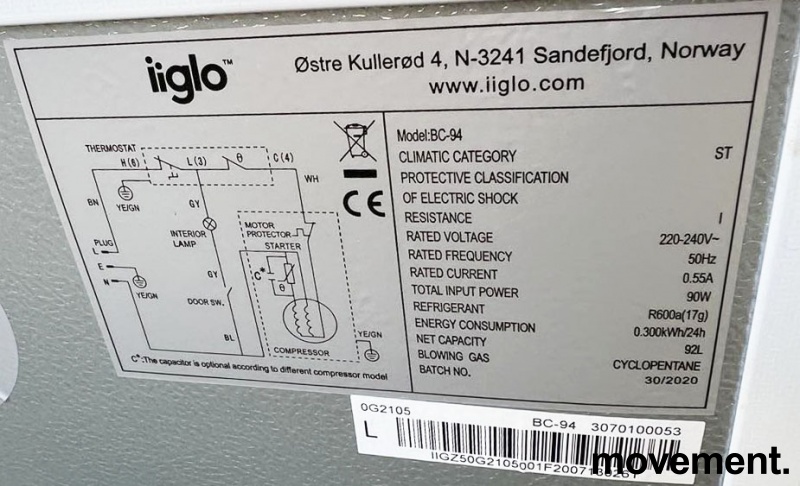 iiglo™
Østre Kullerød 4, N-3241 Sandefjord, Norway
www.iiglo.com
THERMOSTAT
H(6) L(3) θ C(4)
WH
BN
YE/GN
GY
MOTOR
PROTECTOR
STARTER
INTERIOR
LAMP
PLUG
L
E
N
YE/GN
GY
C*
θ
DOOR SW.
BL
YE/GN
COMPRESSOR
C*:The capacitor is optional according to different compressor model
CE
Model:BC-94
CLIMATIC CATEGORY ST
PROTECTIVE CLASSIFICATION
OF ELECTRIC SHOCK
RESISTANCE I
RATED VOLTAGE 220-240V~
RATED FREQUENCY 50Hz
RATED CURRENT 0.55A
TOTAL INPUT POWER 90W
REFRIGERANT R600a(17g)
ENERGY CONSUMPTION 0.300kWh/24h
NET CAPACITY 92L
BLOWING GAS CYCLOPENTANE
BATCH NO. 30/2020
0G2105 BC-94 3070100053
L
movement.